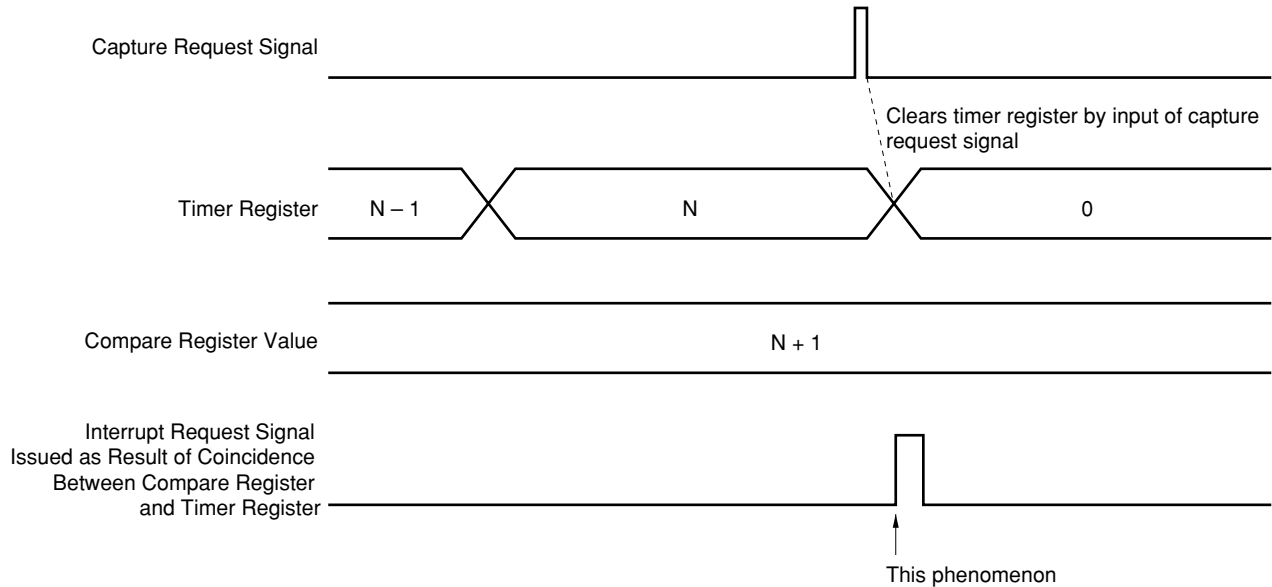 Capture Request Signal
Clears timer register by input of capture
request signal
Timer Register
N – 1
N
0
Compare Register Value
N + 1
Interrupt Request Signal
Issued as Result of Coincidence
Between Compare Register
and Timer Register
This phenomenon